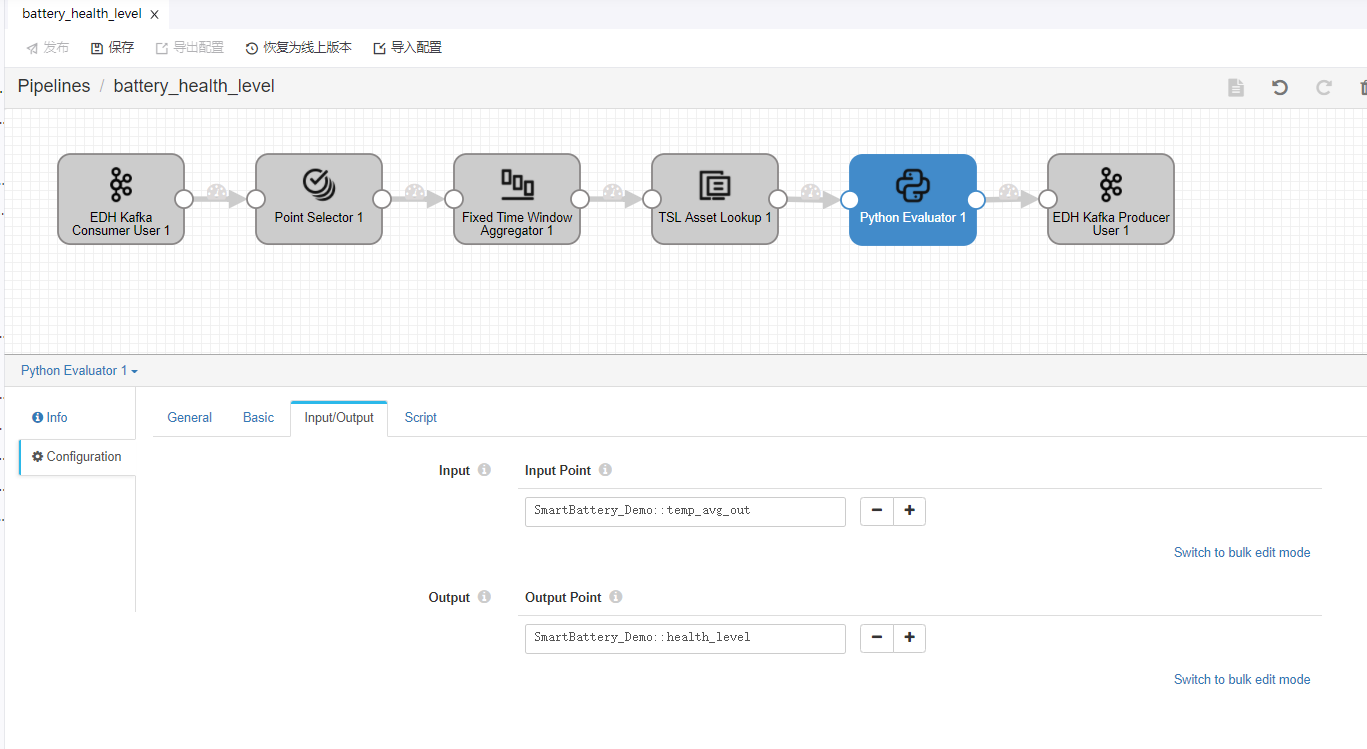 battery_health_level X
发布 保存 导出配置 恢复为线上版本 导入配置
Pipelines / battery_health_level
EDH Kafka
Consumer User 1
Point Selector 1
Fixed Time Window
Aggregator 1
TSL Asset Lookup 1
Python Evaluator 1
EDH Kafka Producer
User 1
Python Evaluator 1
Info
Configuration
General Basic Input/Output Script
Input Input Point
SmartBattery_Demo::temp_avg_out
Switch to bulk edit mode
Output Output Point
SmartBattery_Demo::health_level
Switch to bulk edit mode